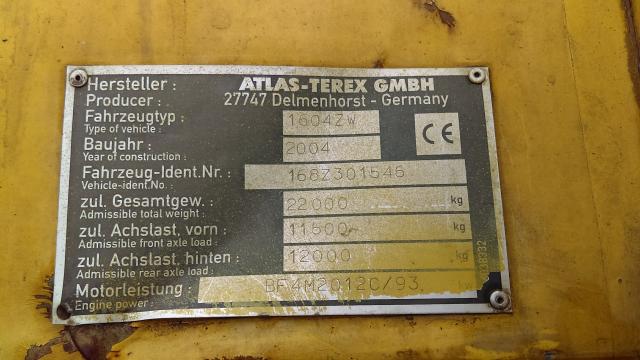 Hersteller : ATLAS-TEREX GMBH
Producer : 27747 Delmenhorst - Germany
Fahrzeugtyp : 1604ZW
Type of vehicle : CE
Baujahr : 2004
Year of construction :
Fahrzeug-Ident.Nr. : 168Z301546
Vehicle-ident.No. :
zul. Gesamtgew. : 22000 kg
Admissible total weight :
zul. Achslast, vorn : 11500 kg
Admissible front axle load :
zul. Achslast, hinten : 12000 kg
Admissible rear axle load :
Motorleistung : BF4M2012C/93
Engine power :